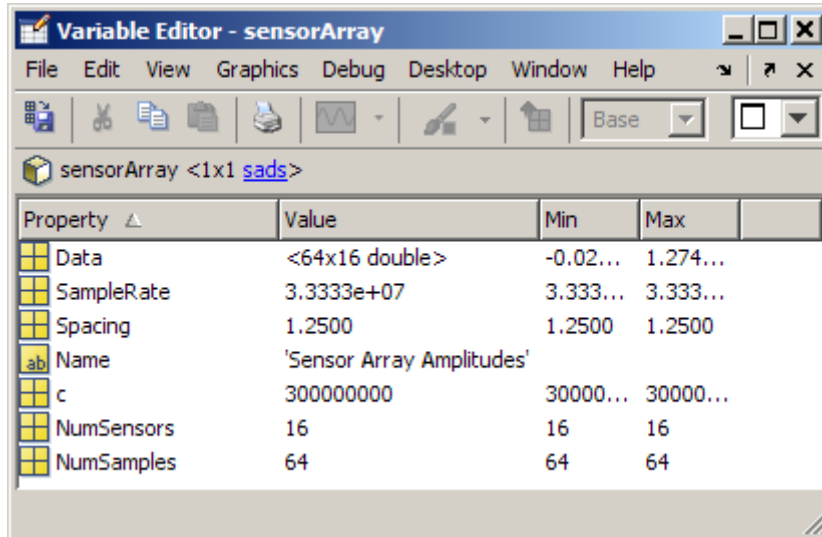 Variable Editor - sensorArray
File Edit View Graphics Debug Desktop Window Help
Base
sensorArray <1x1 sads>
Property Value Min Max
Data <64x16 double> -0.02... 1.274...
SampleRate 3.3333e+07 3.333... 3.333...
Spacing 1.2500 1.2500 1.2500
ab Name 'Sensor Array Amplitudes'
c 300000000 30000... 30000...
NumSensors 16 16 16
NumSamples 64 64 64